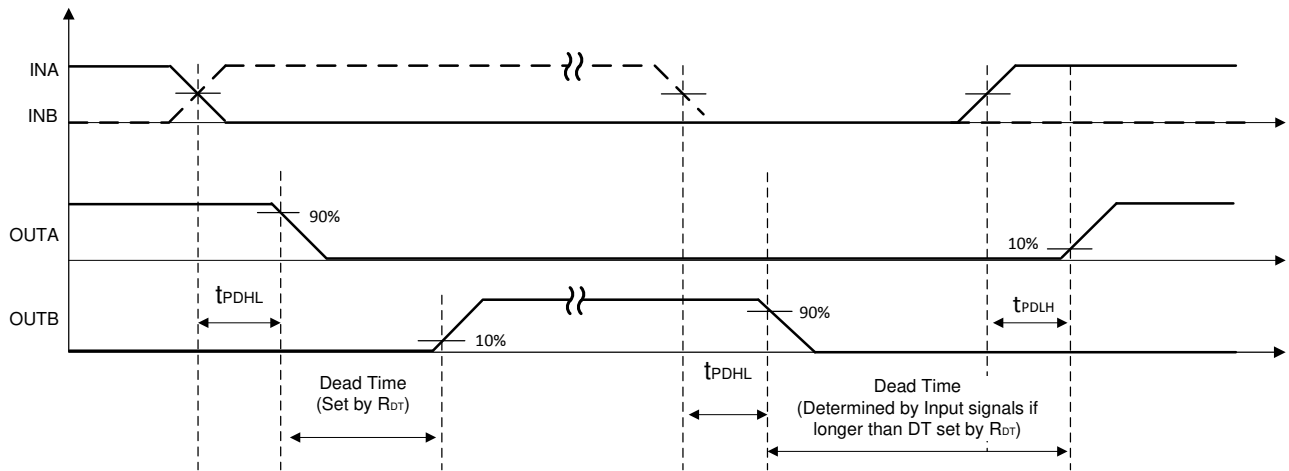 INA
INB
OUTA
90%
10%
tPDHL
tPDLH
OUTB
10%
90%
tPDHL
Dead Time
(Set by RDT)
Dead Time
(Determined by Input signals if
longer than DT set by RDT)